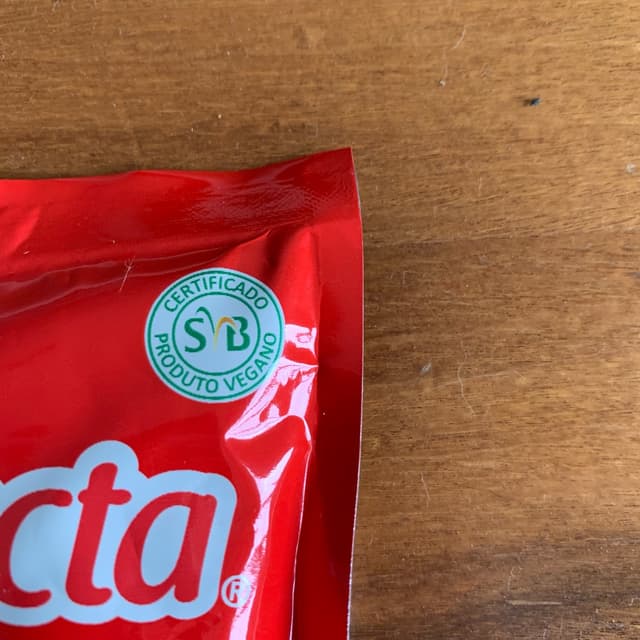 CERTIFICADO
SVB
PRODUTO VEGANO
cta®